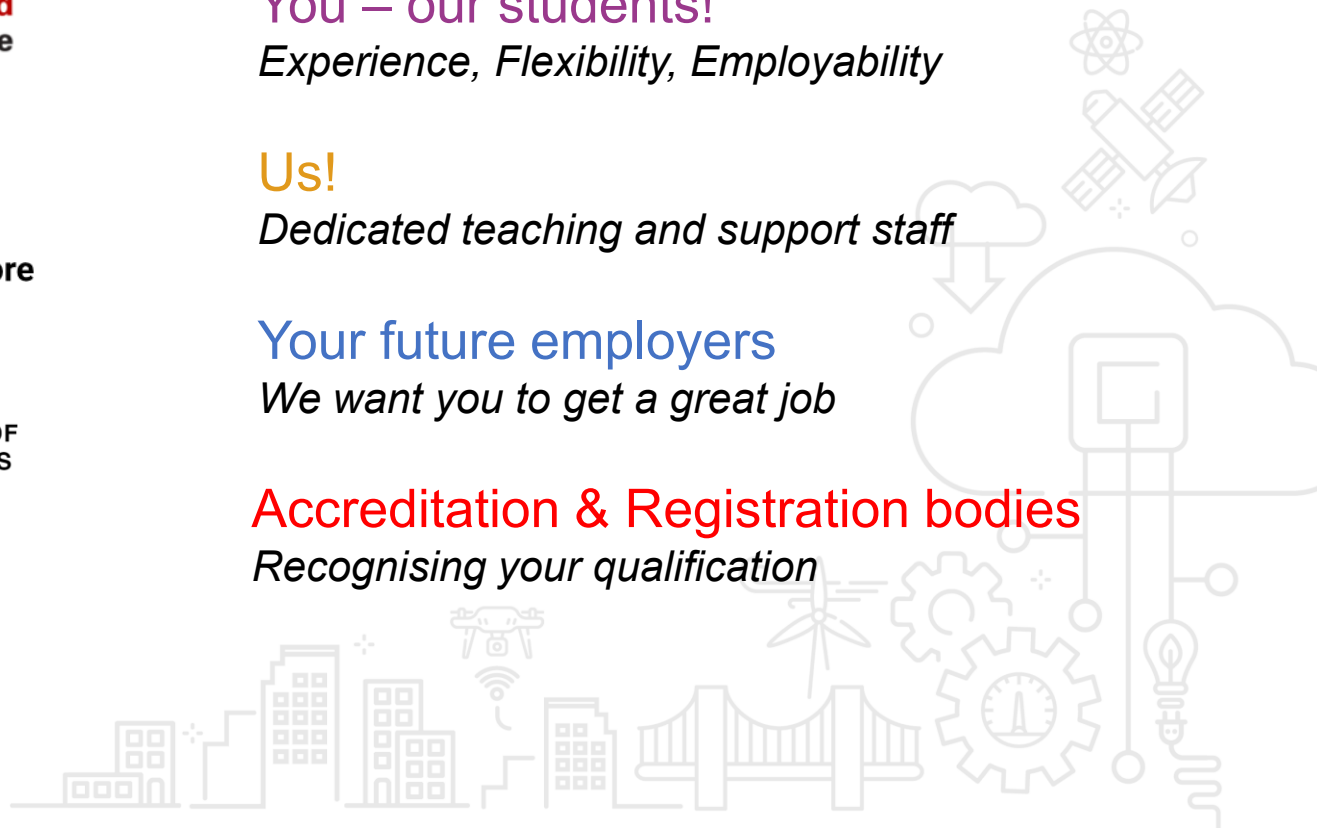 You – our students!
Experience, Flexibility, Employability
Us!
Dedicated teaching and support staff
Your future employers
We want you to get a great job
Accreditation & Registration bodies
Recognising your qualification